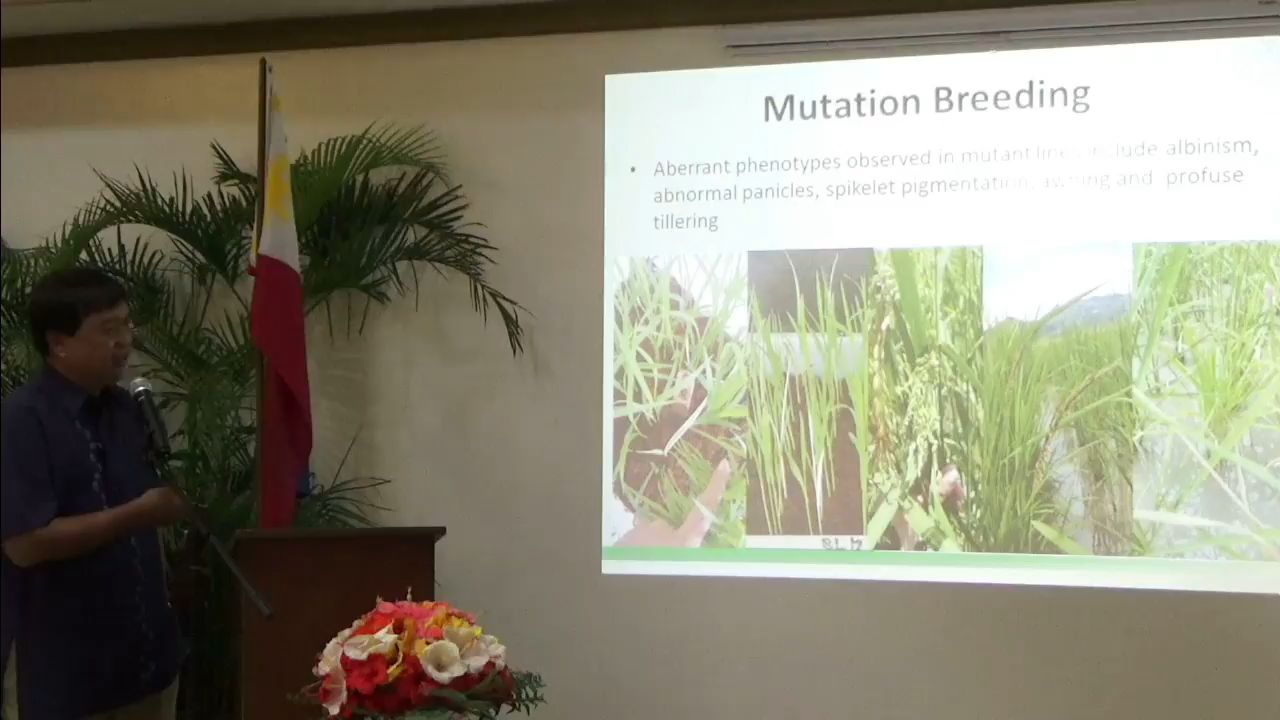 Mutation Breeding
• Aberrant phenotypes observed in mutant lines include albinism,
abnormal panicles, spikelet pigmentation, awning and profuse
tillering